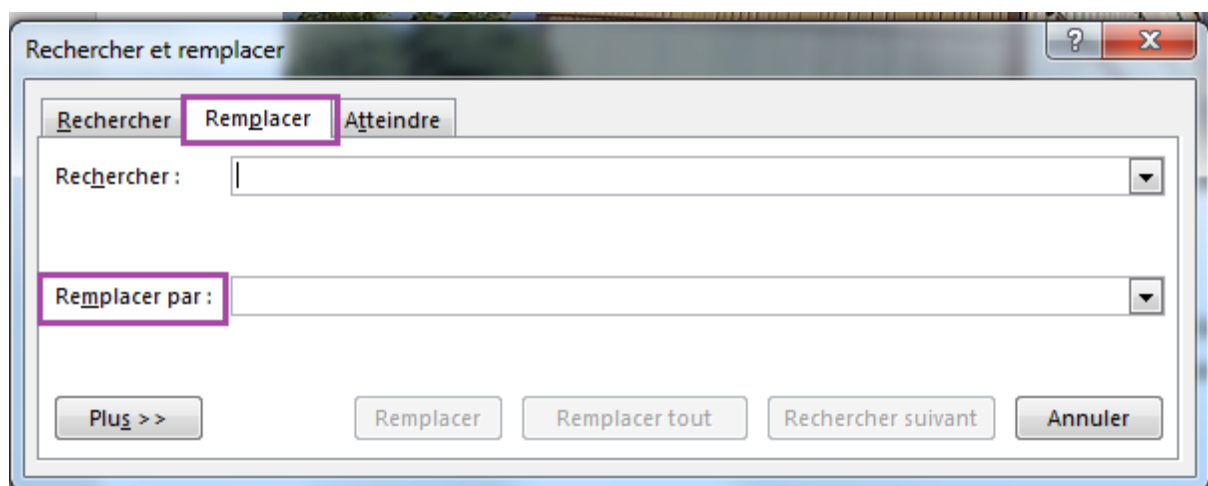 Rechercher et remplacer
? X
Rechercher Remplacer Atteindre
Rechercher :
Remplacer par :
Plus >> Remplacer Remplacer tout Rechercher suivant Annuler